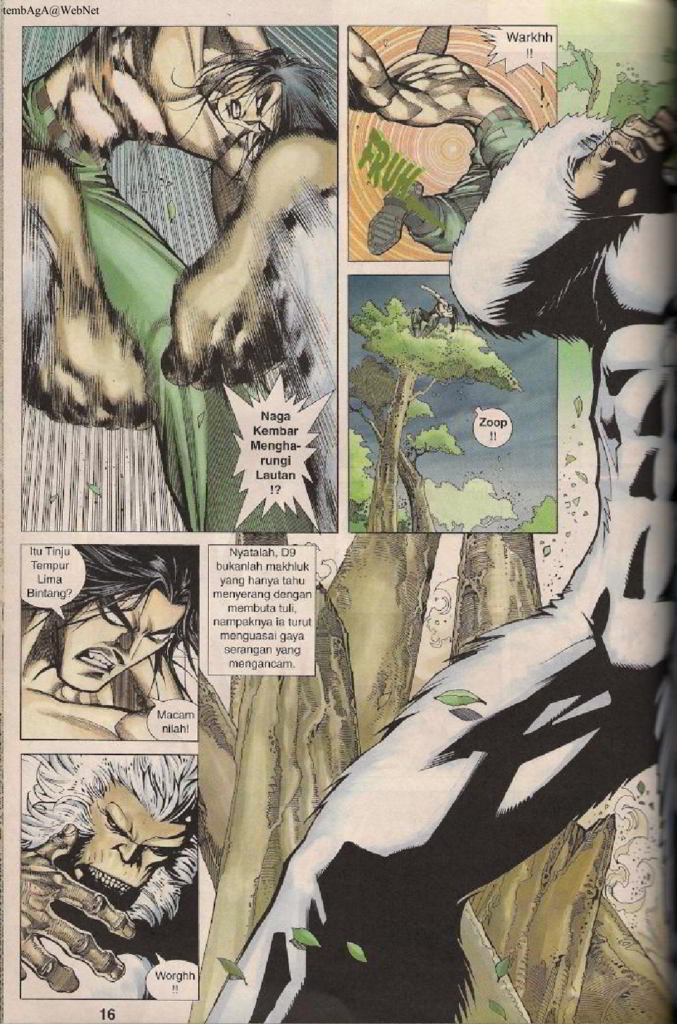 tembAgA@WebNet
Warkhh
!!
FRUM
Naga
Kembar
Mengha-
rungi
Lautan
!?
Zoop
!!
Itu Tinju
Tempur
Lima
Bintang?
Macam
nilah!
Nyatalah, D9
bukanlah makhluk
yang hanya tahu
menyerang dengan
membuta tuli,
nampaknya ia turut
menguasai gaya
serangan yang
mengancam.
Worghh
!!
16